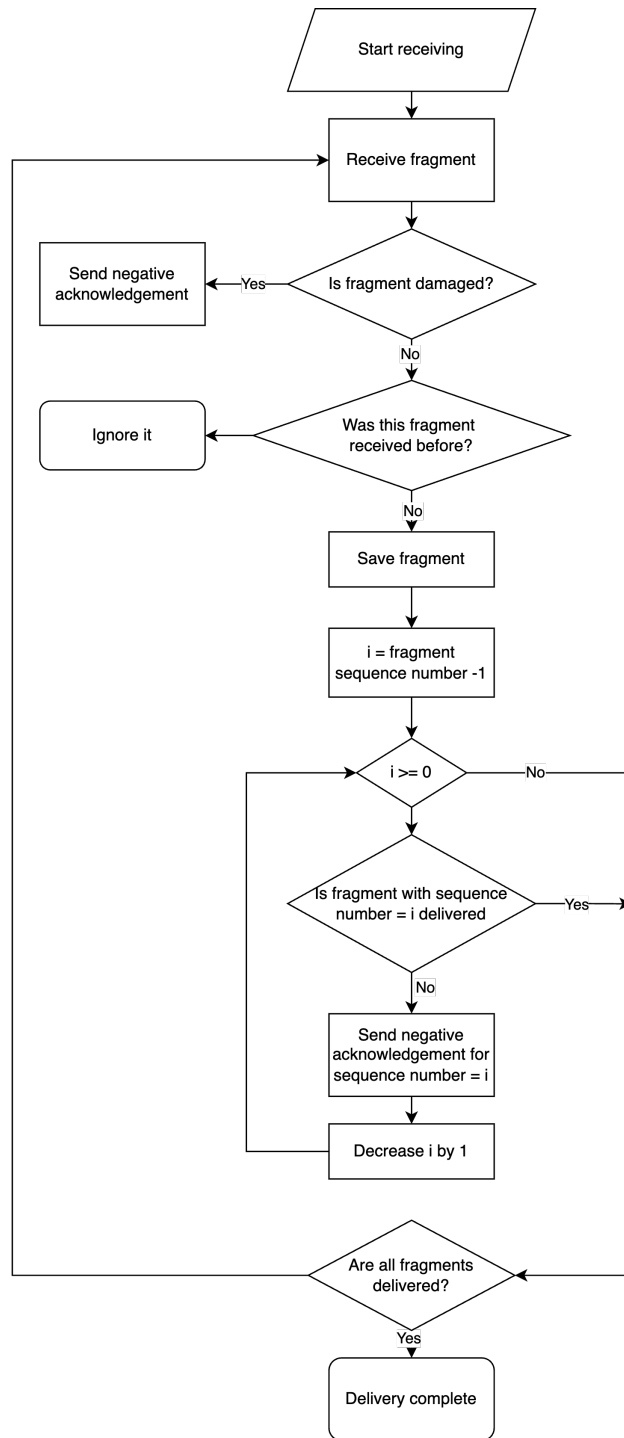 Start receiving
Receive fragment
Is fragment damaged?
Yes
Send negative
acknowledgement
No
Was this fragment
received before?
Ignore it
No
Save fragment
i = fragment
sequence number -1
i >= 0
No
Is fragment with sequence
number = i delivered
Yes
No
Send negative
acknowledgement for
sequence number = i
Decrease i by 1
Are all fragments
delivered?
Yes
Delivery complete